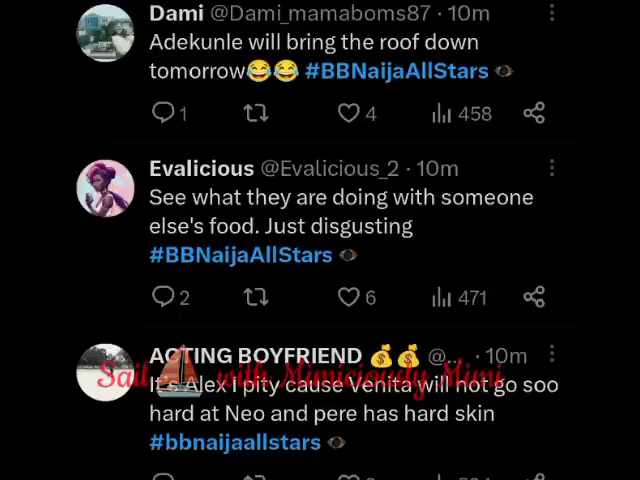 Dami @Dami_mamaboms87 · 10m
Adekunle will bring the roof down
tomorrow😂😂 #BBNaijaAllStars
1 4 458
Evalicious @Evalicious_2 · 10m
See what they are doing with someone
else's food. Just disgusting
#BBNaijaAllStars
2 6 471
ACTING BOYFRIEND 💰💰 @... · 10m
Sail with Mimiciously Mimi
It's Alex I pity cause Venita will not go soo
hard at Neo and pere has hard skin
#bbnaijaallstars